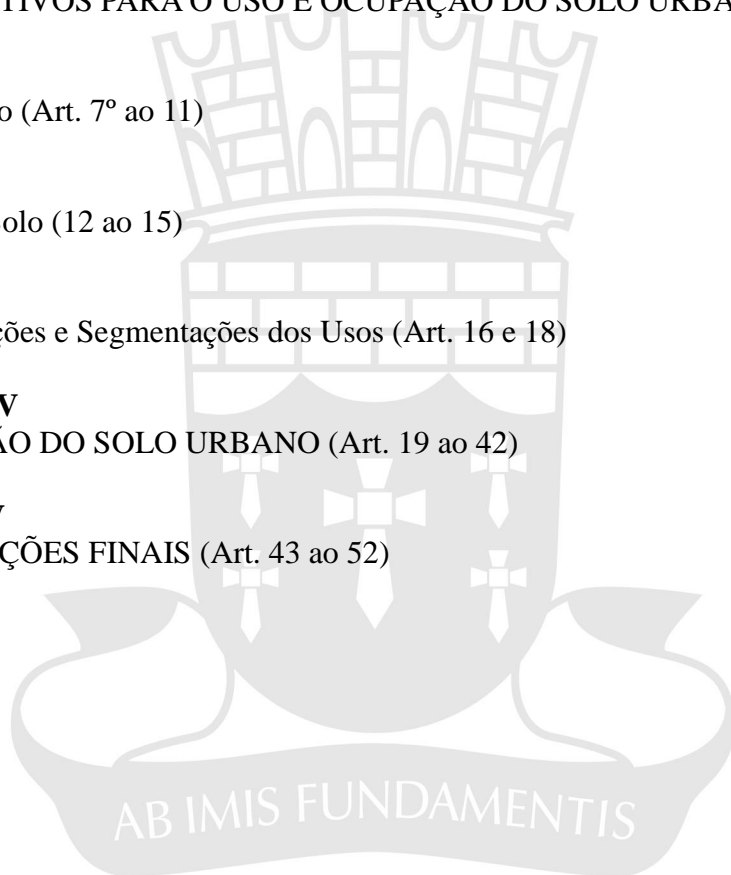 TIVOS PARA O USO E OCUPAÇÃO DO SOLO URBA
o (Art. 7º ao 11)
olo (12 ao 15)
ções e Segmentações dos Usos (Art. 16 e 18)
V
ÃO DO SOLO URBANO (Art. 19 ao 42)
V
ÇÕES FINAIS (Art. 43 ao 52)
AB IMIS FUNDAMENTIS